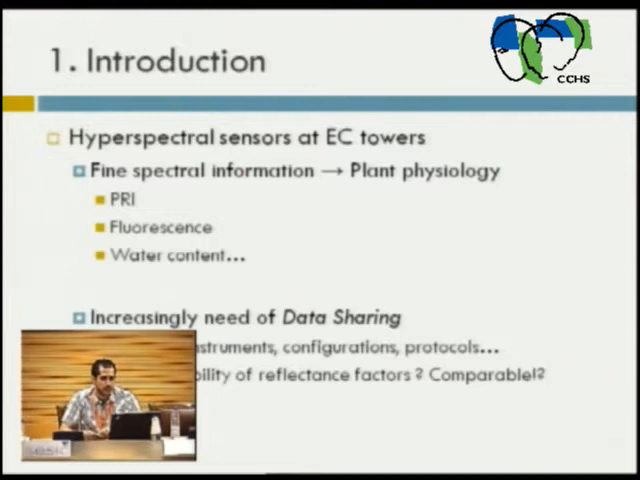 CCHS
1. Introduction
Hyperspectral sensors at EC towers
Fine spectral information → Plant physiology
PRI
Fluorescence
Water content...
Increasingly need of Data Sharing
instruments, configurations, protocols...
bility of reflectance factors ? Comparable!?